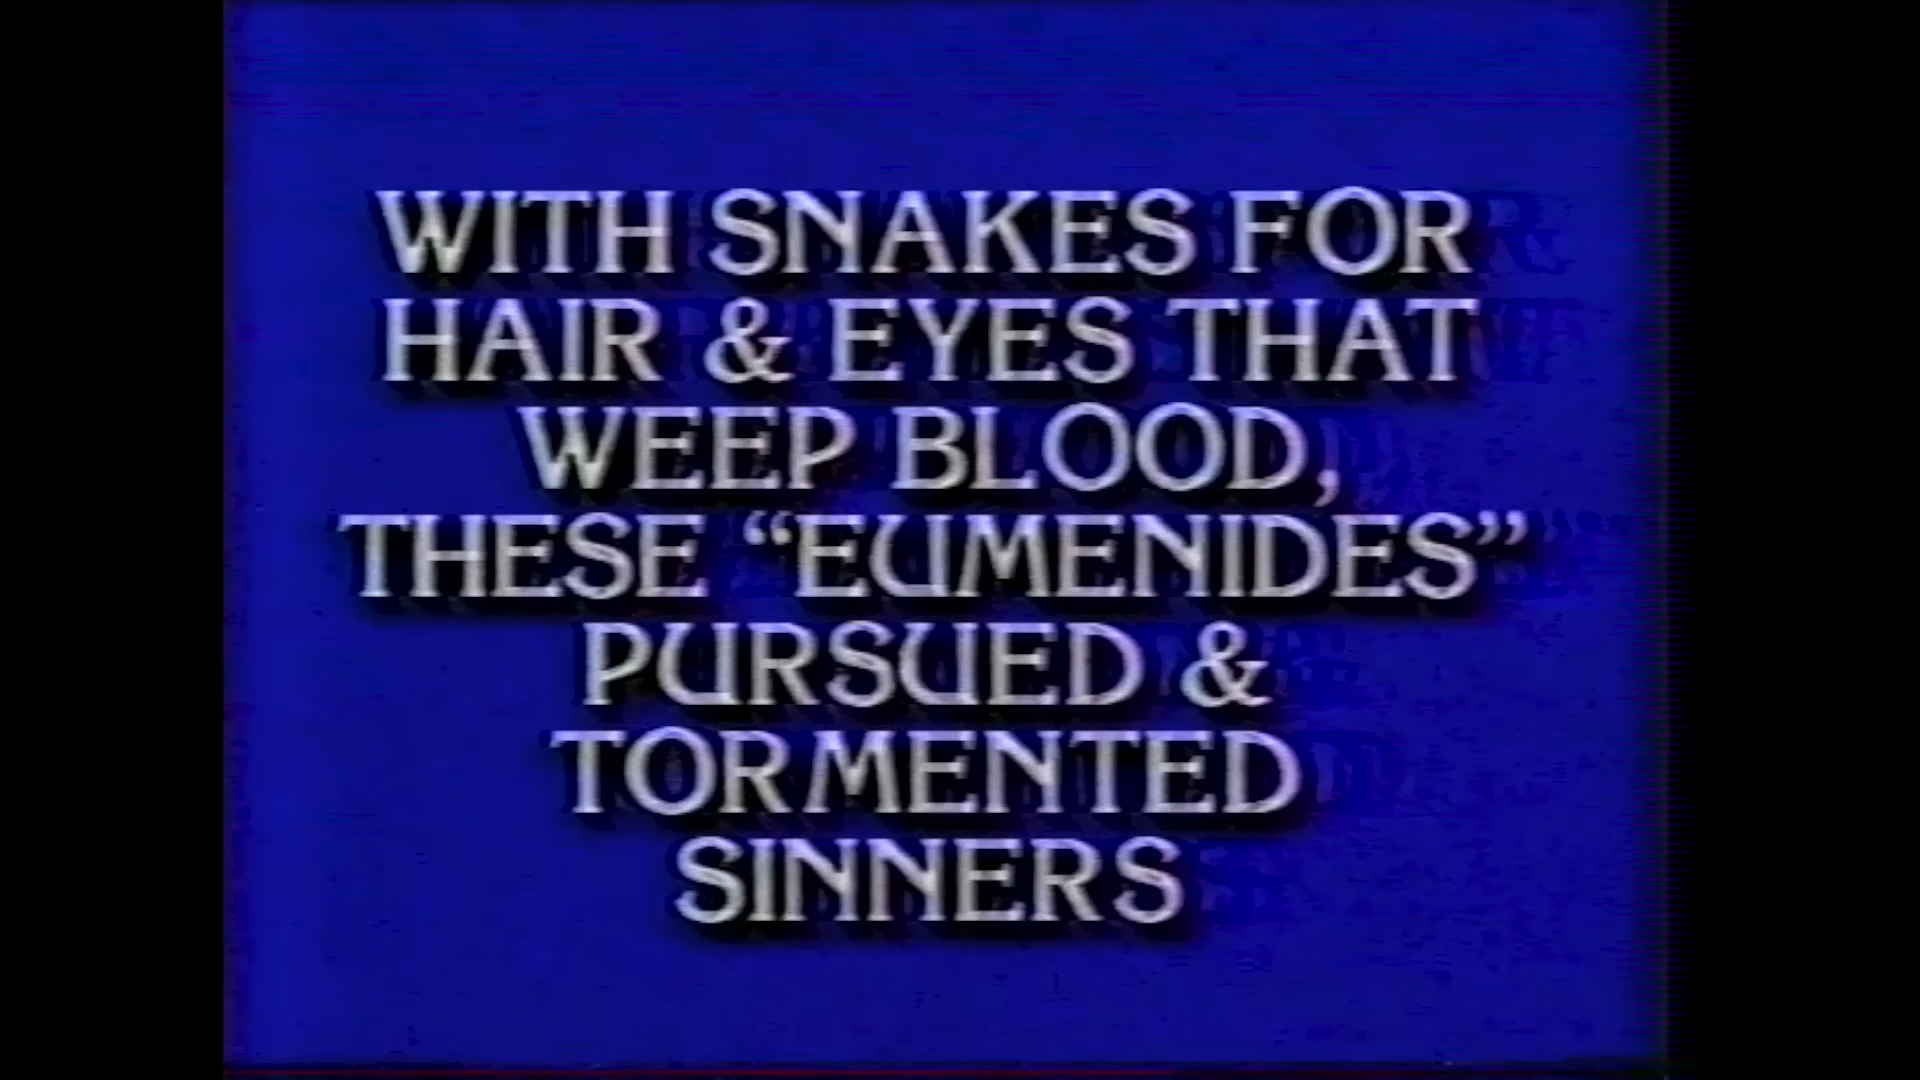 WITH SNAKES FOR
HAIR & EYES THAT
WEEP BLOOD,
THESE “EUMENIDES”
PURSUED &
TORMENTED
SINNERS